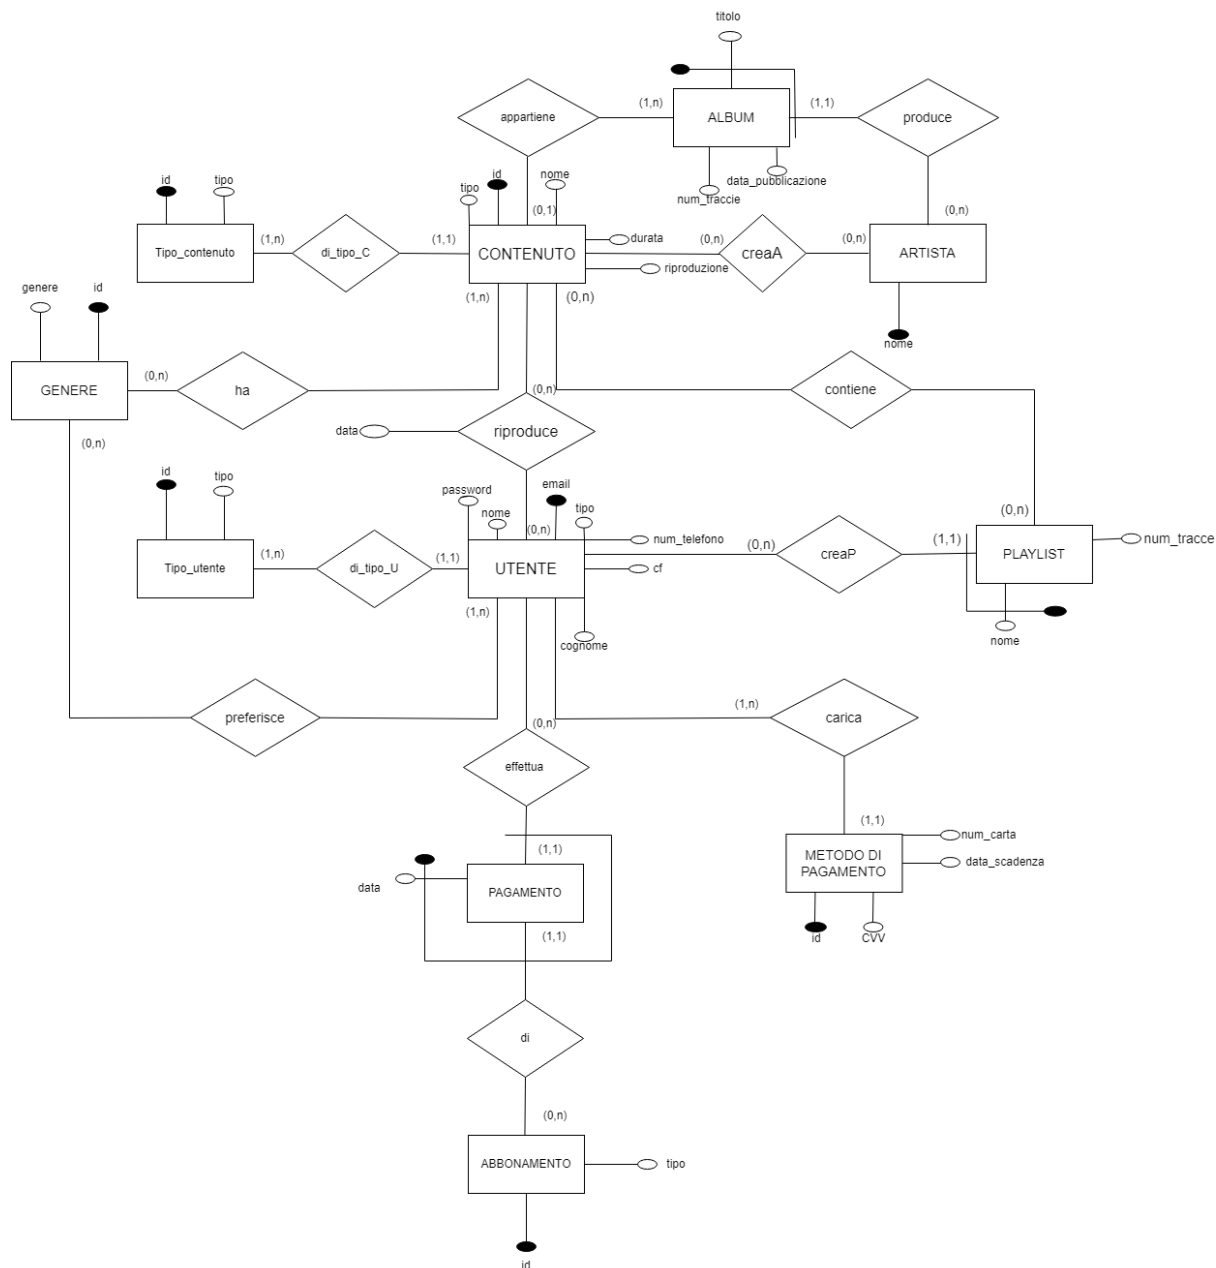 titolo
appartiene
(1,n)
ALBUM
(1,1)
produce
num_traccie
data_pubblicazione
id
tipo
tipo
id
nome
(0,1)
(0,n)
Tipo_contenuto
(1,n)
di_tipo_C
(1,1)
CONTENUTO
durata
riproduzione
(0,n)
creaA
(0,n)
ARTISTA
nome
genere
id
(1,n)
(0,n)
GENERE
(0,n)
ha
(0,n)
contiene
(0,n)
data
riproduce
id
tipo
password
nome
email
tipo
(0,n)
num_telefono
(0,n)
Tipo_utente
(1,n)
di_tipo_U
(1,1)
UTENTE
cf
(0,n)
creaP
(1,1)
PLAYLIST
num_tracce
(1,n)
cognome
nome
preferisce
(0,n)
(1,n)
carica
effettua
(1,1)
(1,1)
num_carta
data
PAGAMENTO
METODO DI
PAGAMENTO
data_scadenza
(1,1)
id
CVV
di
(0,n)
ABBONAMENTO
tipo
id